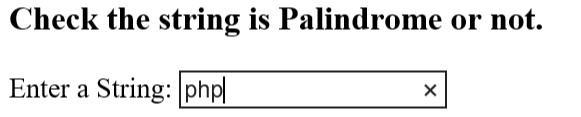 Check the string is Palindrome or not.
Enter a String: php